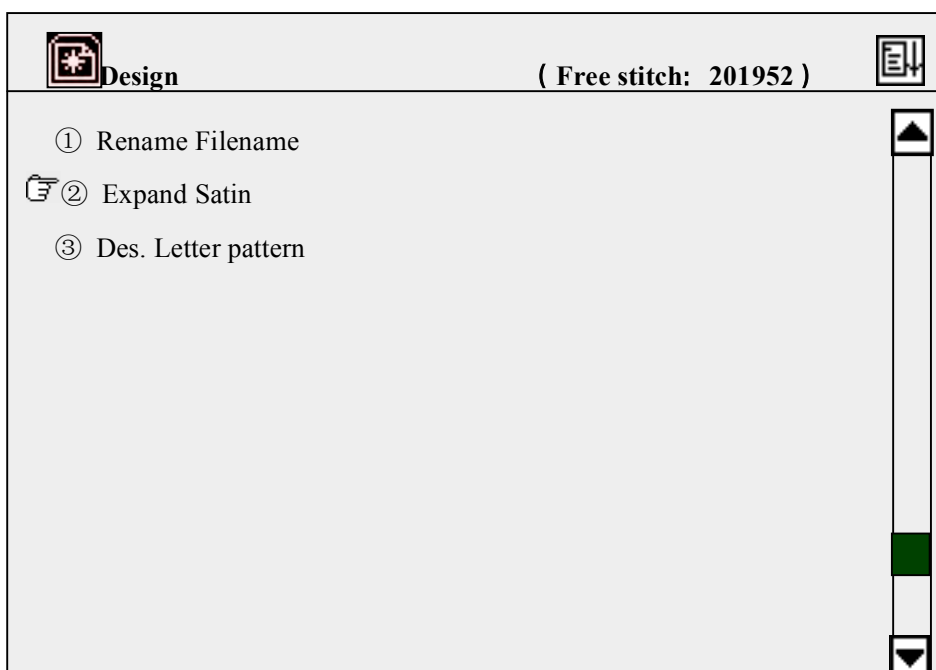 Design (Free stitch: 201952)
① Rename Filename
② Expand Satin
③ Des. Letter pattern